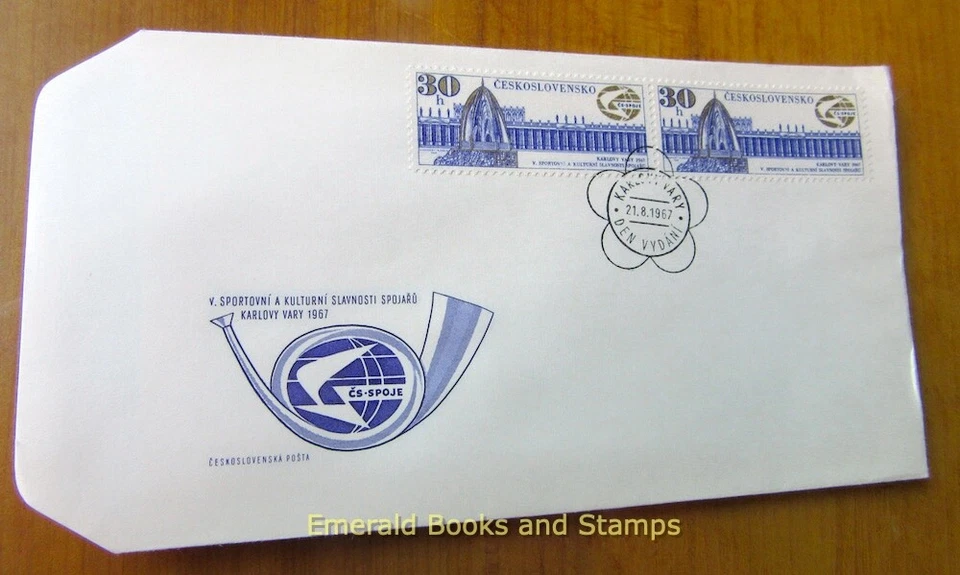 30
h
ČESKOSLOVENSKO
ČS-SPOJE
KARLOVY VARY 1967
V. SPORTOVNÍ A KULTURNÍ SLAVNOSTI SPOJAŘŮ
30
h
ČESKOSLOVENSKO
ČS-SPOJE
KARLOVY VARY 1967
V. SPORTOVNÍ A KULTURNÍ SLAVNOSTI SPOJAŘŮ
KARLOVY VARY
• 21.8.1967 •
DEN VYDÁNÍ
V. SPORTOVNÍ A KULTURNÍ SLAVNOSTI SPOJAŘŮ
KARLOVY VARY 1967
ČS-SPOJE
ČESKOSLOVENSKÁ POŠTA
Emerald Books and Stamps